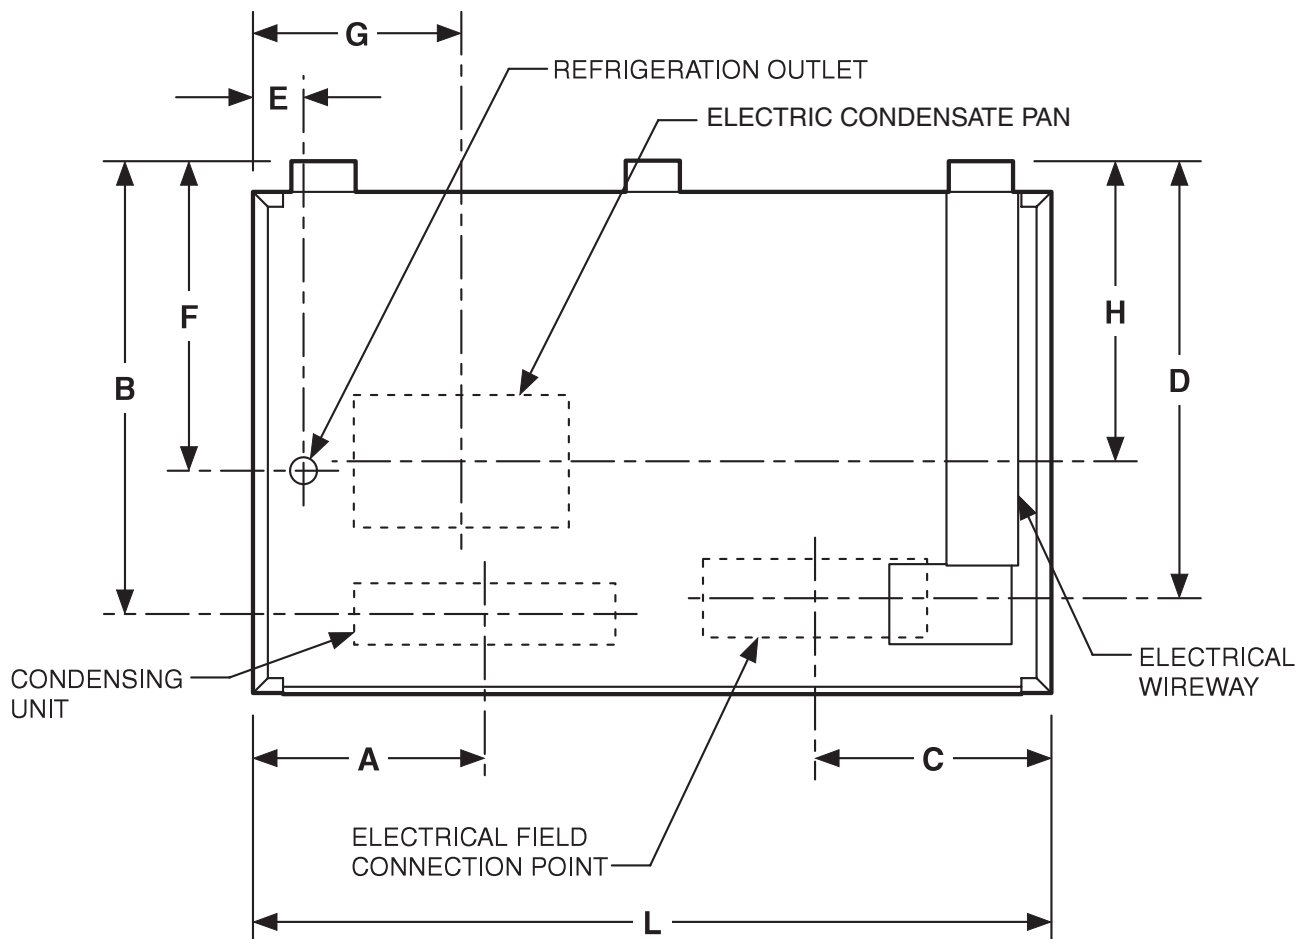 G
REFRIGERATION OUTLET
E
ELECTRIC CONDENSATE PAN
F
H
B
D
CONDENSING
UNIT
ELECTRICAL
WIREWAY
A
C
ELECTRICAL FIELD
CONNECTION POINT
L